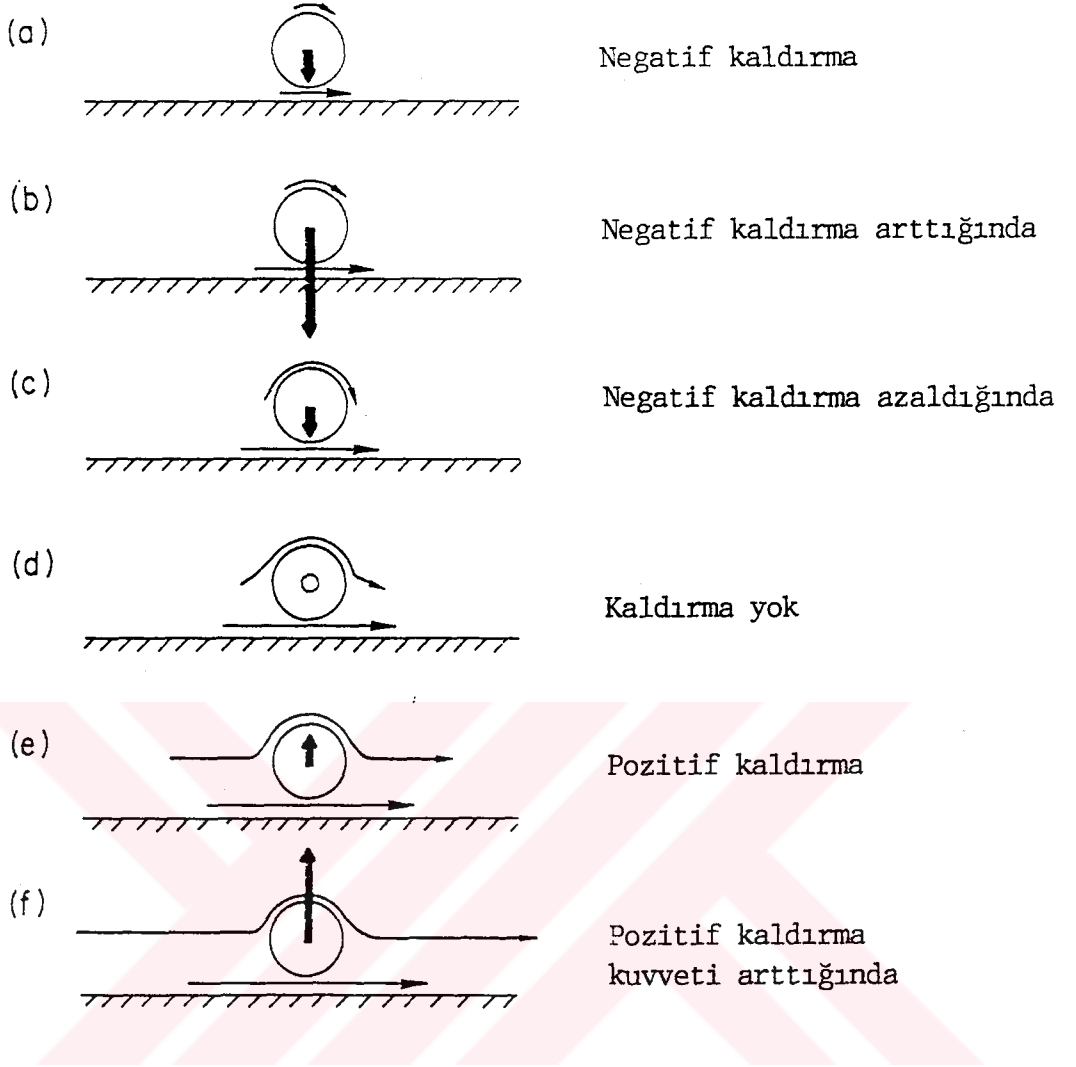 (a)
Negatif kaldırma
(b)
Negatif kaldırma arttığında
(c)
Negatif kaldırma azaldığında
(d)
Kaldırma yok
(e)
Pozitif kaldırma
(f)
Pozitif kaldırma
kuvveti arttığında